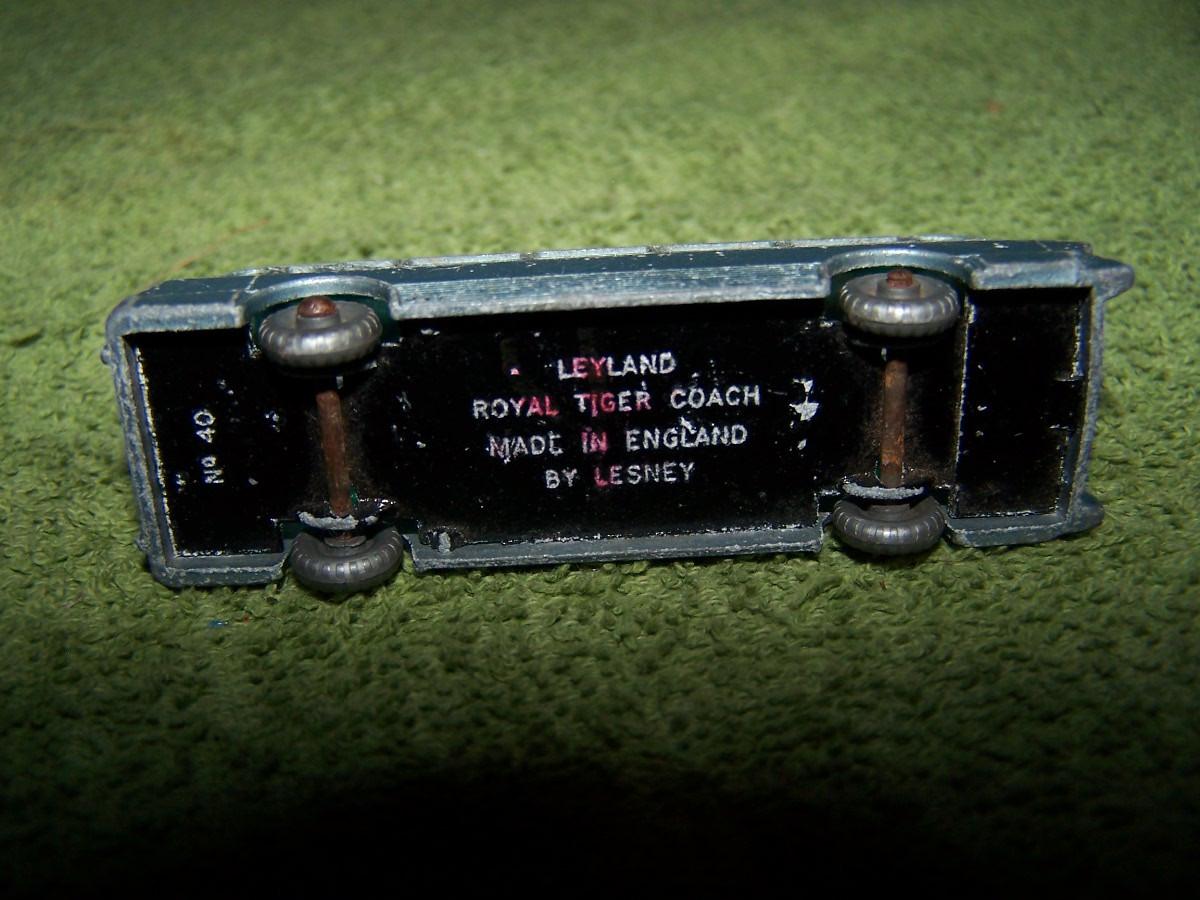 LEYLAND
ROYAL TIGER COACH
MADE IN ENGLAND
BY LESNEY
No 40